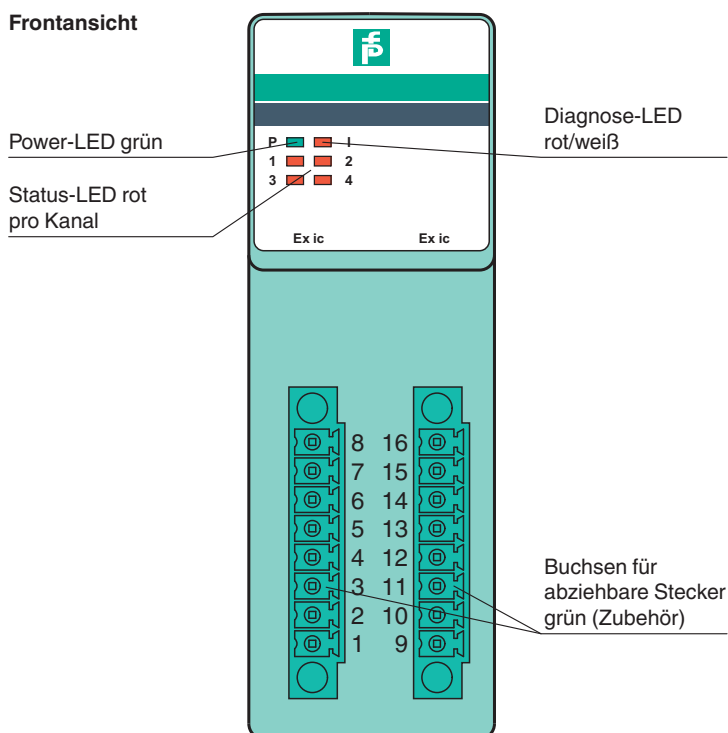 Frontansicht
Power-LED grün
Diagnose-LED
rot/weiß
P I
1 2
3 4
Status-LED rot
pro Kanal
Ex ic Ex ic
8 16
7 15
6 14
5 13
4 12
3 11
2 10
1 9
Buchsen für
abziehbare Stecker
grün (Zubehör)